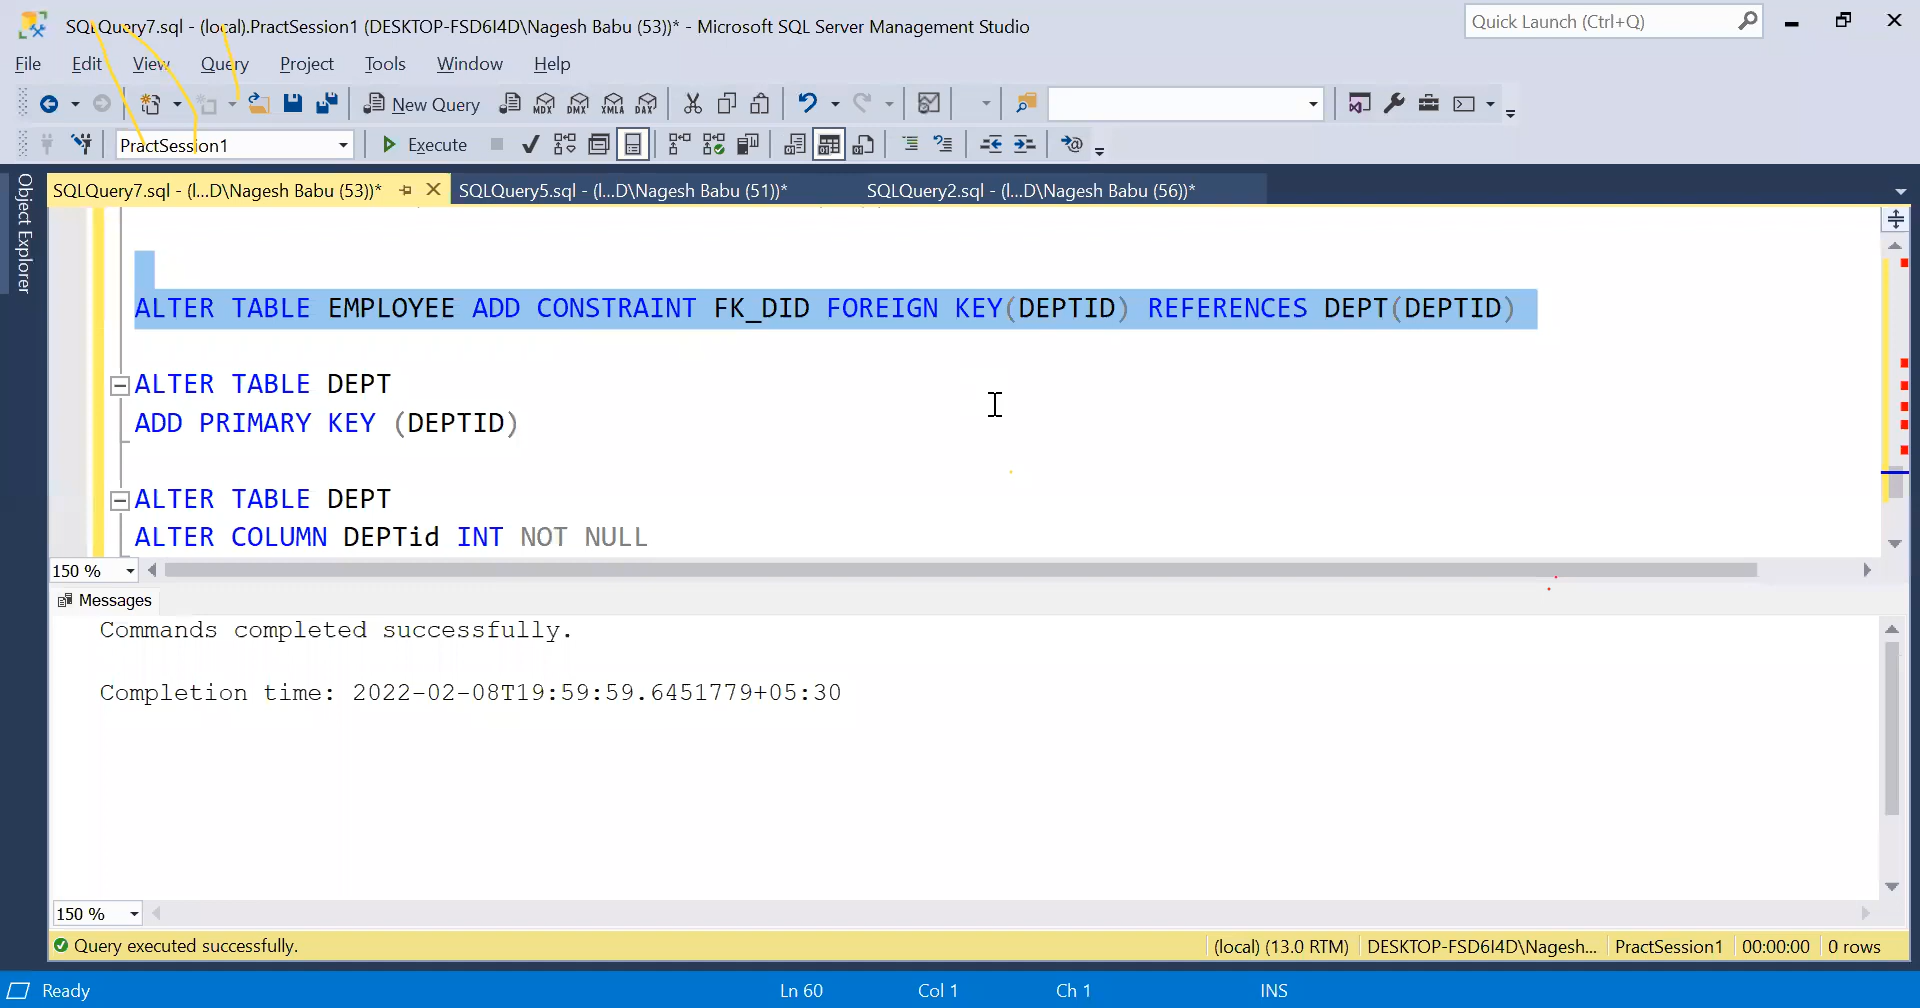 SQLQuery7.sql - (local).PractSession1 (DESKTOP-FSD6I4D\Nagesh Babu (53))* - Microsoft SQL Server Management Studio
Quick Launch (Ctrl+Q)
File Edit View Query Project Tools Window Help
New Query MDX DMX XMLA DAX
PractSession1 Execute
Object Explorer
SQLQuery7.sql - (l...D\Nagesh Babu (53))* SQLQuery5.sql - (l...D\Nagesh Babu (51))* SQLQuery2.sql - (l...D\Nagesh Babu (56))*
ALTER TABLE EMPLOYEE ADD CONSTRAINT FK_DID FOREIGN KEY(DEPTID) REFERENCES DEPT(DEPTID)
ALTER TABLE DEPT
ADD PRIMARY KEY (DEPTID)
ALTER TABLE DEPT
ALTER COLUMN DEPTid INT NOT NULL
150 %
Messages
Commands completed successfully.
Completion time: 2022-02-08T19:59:59.6451779+05:30
150 %
Query executed successfully. (local) (13.0 RTM) DESKTOP-FSD6I4D\Nagesh... PractSession1 00:00:00 0 rows
Ready Ln 60 Col 1 Ch 1 INS